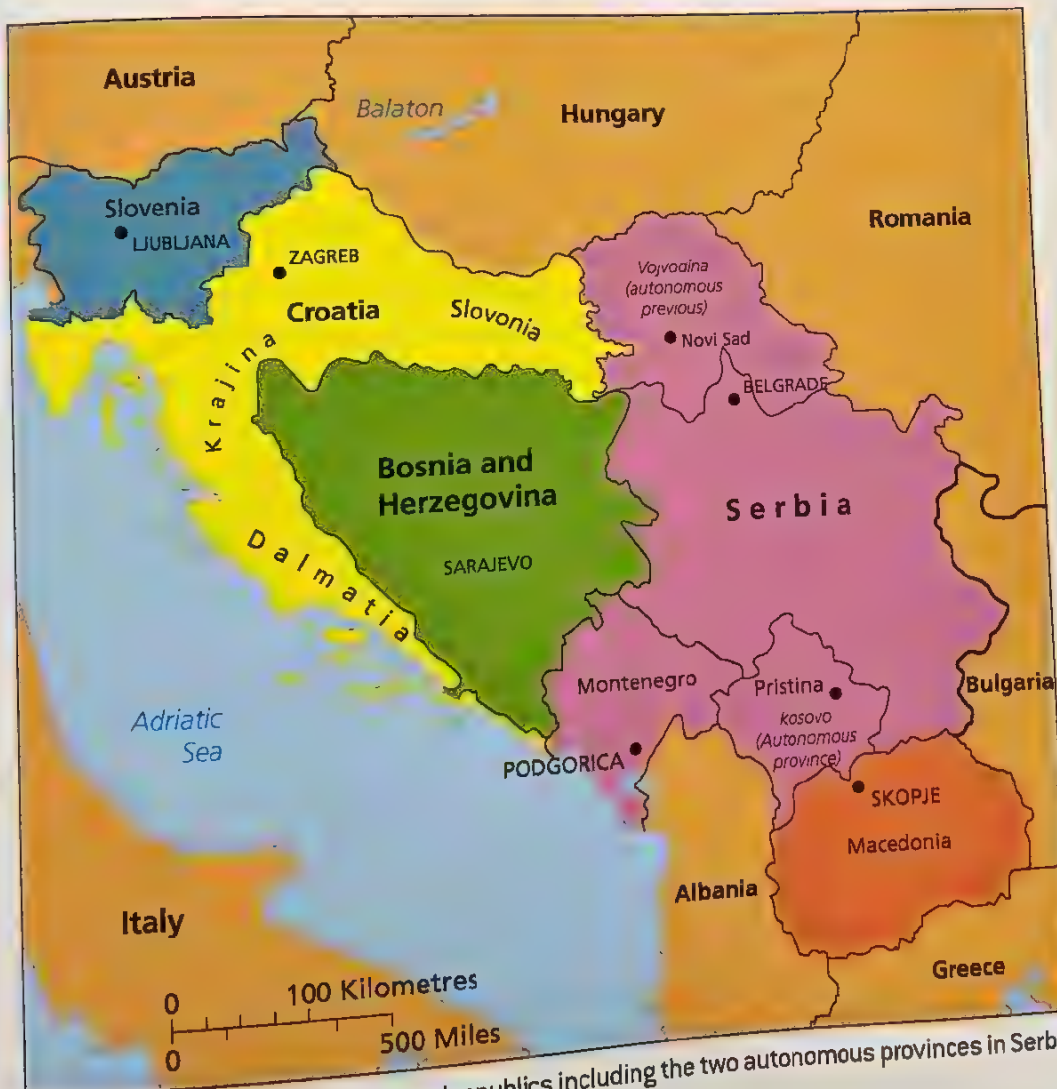 Austria
Balaton
Hungary
Romania
Slovenia
LJUBLJANA
ZAGREB
Croatia
Slovonia
Vojvodina
(autonomous
previous)
Novi Sad
BELGRADE
Krajina
Bosnia and
Herzegovina
SARAJEVO
Serbia
Dalmatia
Montenegro
Pristina
kosovo
(Autonomous
province)
Bulgaria
Adriatic
Sea
PODGORICA
SKOPJE
Macedonia
Albania
Italy
Greece
0 100 Kilometres
0 500 Miles
including the two autonomous provinces in